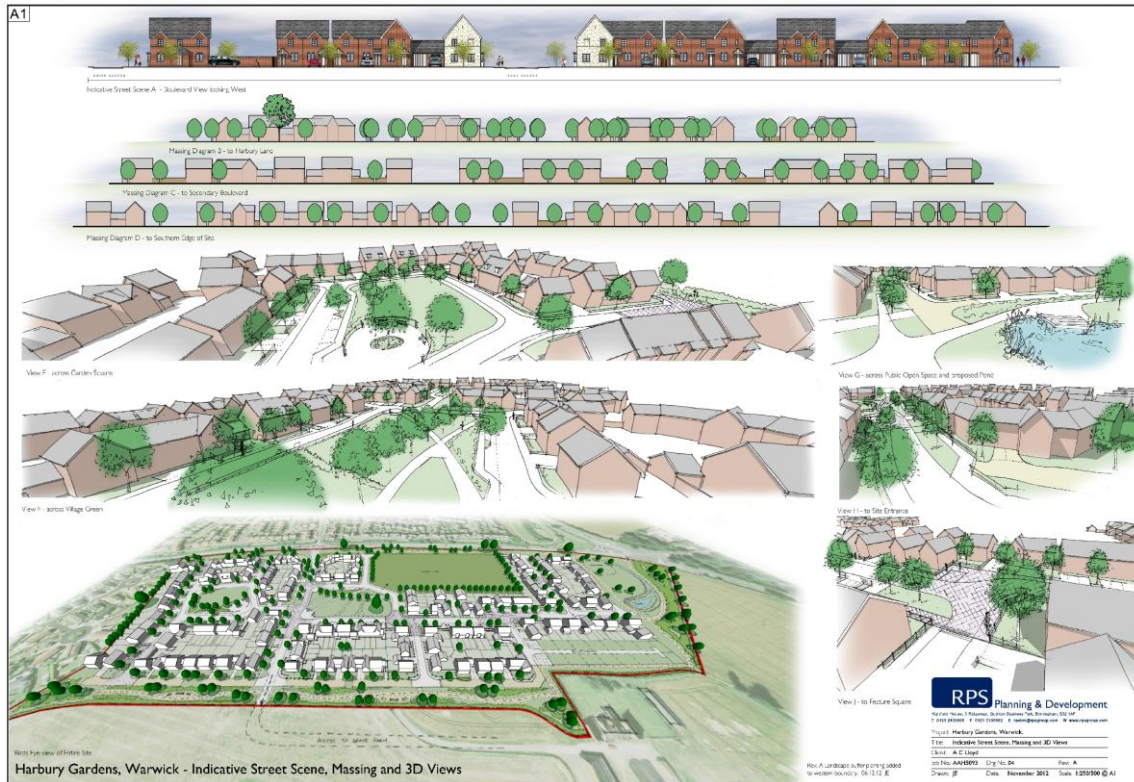 A1
Indicative Street Scene A - Boulevard View looking West
Massing Diagram B - to Harbury Lane
Massing Diagram C - to Secondary Boulevard
Massing Diagram D - to Southern Edge of Site
View F - across Garden Square
View G - across Public Open Space and proposed Pond
View - across Village Green
View H - to Site Entrance
View J - to Feature Square
Birds Eye view of Entire Site
Harbury Gardens, Warwick - Indicative Street Scene, Massing and 3D Views
Rev. A Landscape buffer planting added
to western boundary. 06.12.12 JE
RPS Planning & Development
Project: Harbury Gardens, Warwick.
Title: Indicative Street Scene, Massing and 3D Views
Client: A C Lloyd
Job No: AAH5093 Drg No: 04 Rev: A
Drawn: JE Date: November 2012 Scale: 1:250/500 @ A1